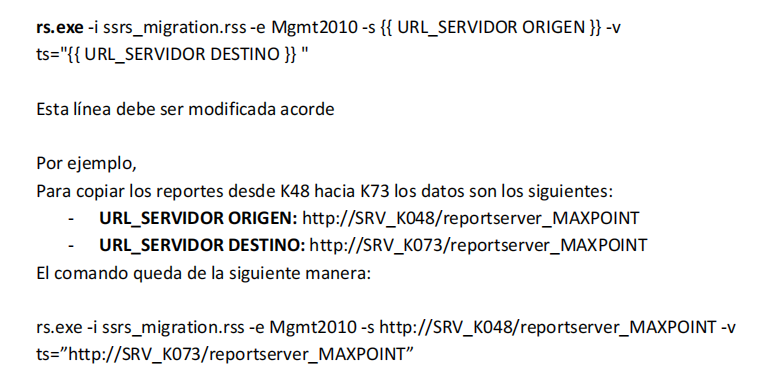 rs.exe -i ssrs_migration.rss -e Mgmt2010 -s {{ URL_SERVIDOR ORIGEN }} -v
ts="{{ URL_SERVIDOR DESTINO }} "
Esta línea debe ser modificada acorde
Por ejemplo,
Para copiar los reportes desde K48 hacia K73 los datos son los siguientes:
- URL_SERVIDOR ORIGEN: http://SRV_K048/reportserver_MAXPOINT
- URL_SERVIDOR DESTINO: http://SRV_K073/reportserver_MAXPOINT
El comando queda de la siguiente manera:
rs.exe -i ssrs_migration.rss -e Mgmt2010 -s http://SRV_K048/reportserver_MAXPOINT -v
ts=”http://SRV_K073/reportserver_MAXPOINT”